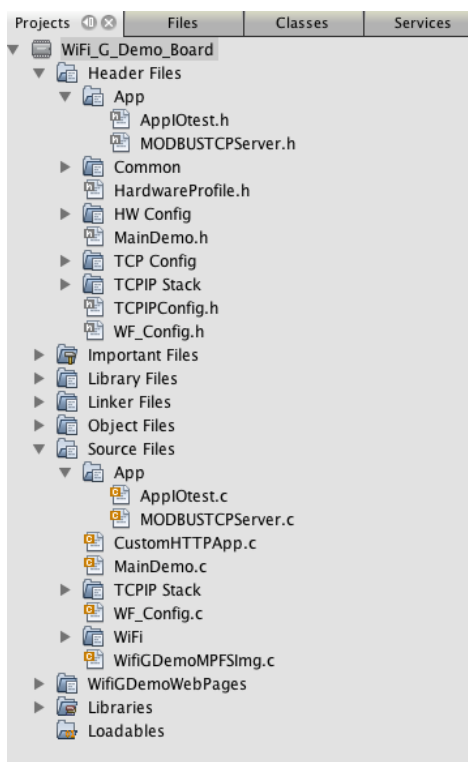 Projects Files Classes Services
WiFi_G_Demo_Board
Header Files
App
AppIOtest.h
MODBUSTCPServer.h
Common
HardwareProfile.h
HW Config
MainDemo.h
TCP Config
TCPIP Stack
TCPIPConfig.h
WF_Config.h
Important Files
Library Files
Linker Files
Object Files
Source Files
App
AppIOtest.c
MODBUSTCPServer.c
CustomHTTPApp.c
MainDemo.c
TCPIP Stack
WF_Config.c
WiFi
WifiGDemoMPFSImg.c
WifiGDemoWebPages
Libraries
Loadables